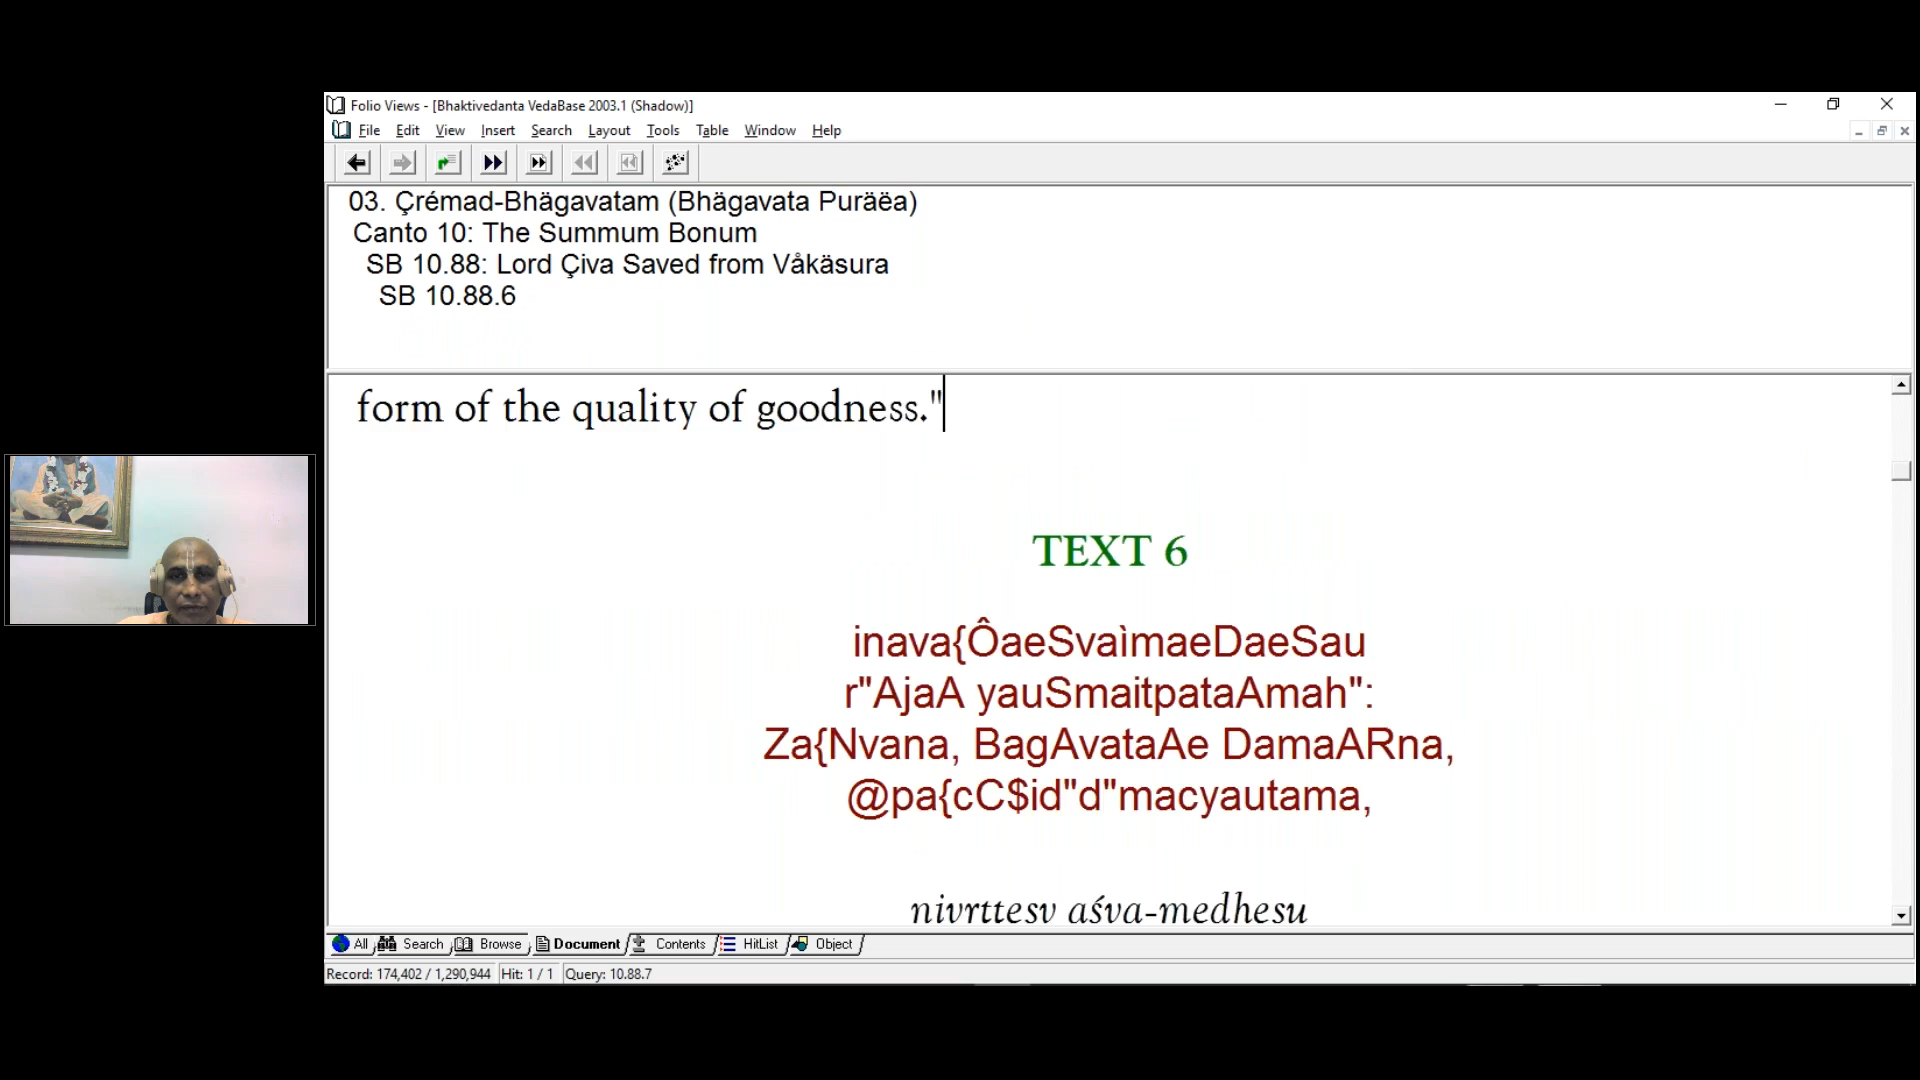 Folio Views - [Bhaktivedanta VedaBase 2003.1 (Shadow)]
File Edit View Insert Search Layout Tools Table Window Help
03. Çrémad-Bhägavatam (Bhägavata Puräëa)
Canto 10: The Summum Bonum
SB 10.88: Lord Çiva Saved from Våkäsura
SB 10.88.6
form of the quality of goodness."
TEXT 6
inava{ÔaeSvaìmaeDaeSau
r"AjaA yauSmaitpataAmah":
Za{Nvana, BagAvataAe DamaARna,
@pa{cC$id"d"macyautama,
nivrttesv aśva-medhesu
All Search Browse Document Contents HitList Object
Record: 174,402 / 1,290,944 Hit: 1 / 1 Query: 10.88.7